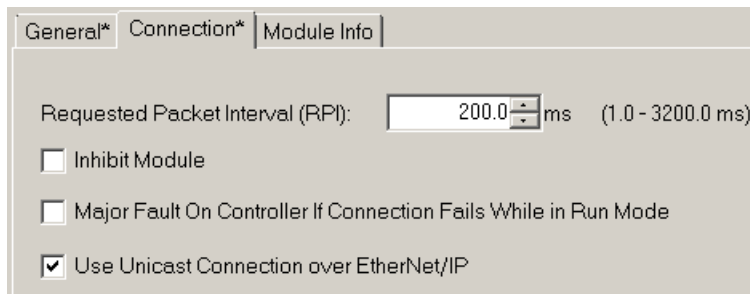 General* Connection* Module Info
Requested Packet Interval (RPI): 200.0 ms (1.0 - 3200.0 ms)
Inhibit Module
Major Fault On Controller If Connection Fails While in Run Mode
Use Unicast Connection over EtherNet/IP